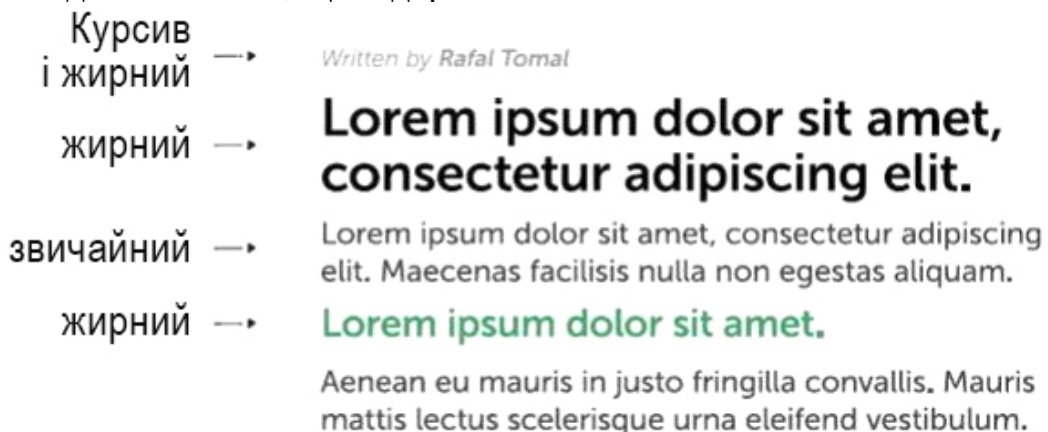 Курсив
і жирний
Written by Rafal Tomal
жирний
Lorem ipsum dolor sit amet,
consectetur adipiscing elit.
звичайний
Lorem ipsum dolor sit amet, consectetur adipiscing
elit. Maecenas facilisis nulla non egestas aliquam.
жирний
Lorem ipsum dolor sit amet.
Aenean eu mauris in justo fringilla convallis. Mauris
mattis lectus scelerisque urna eleifend vestibulum.